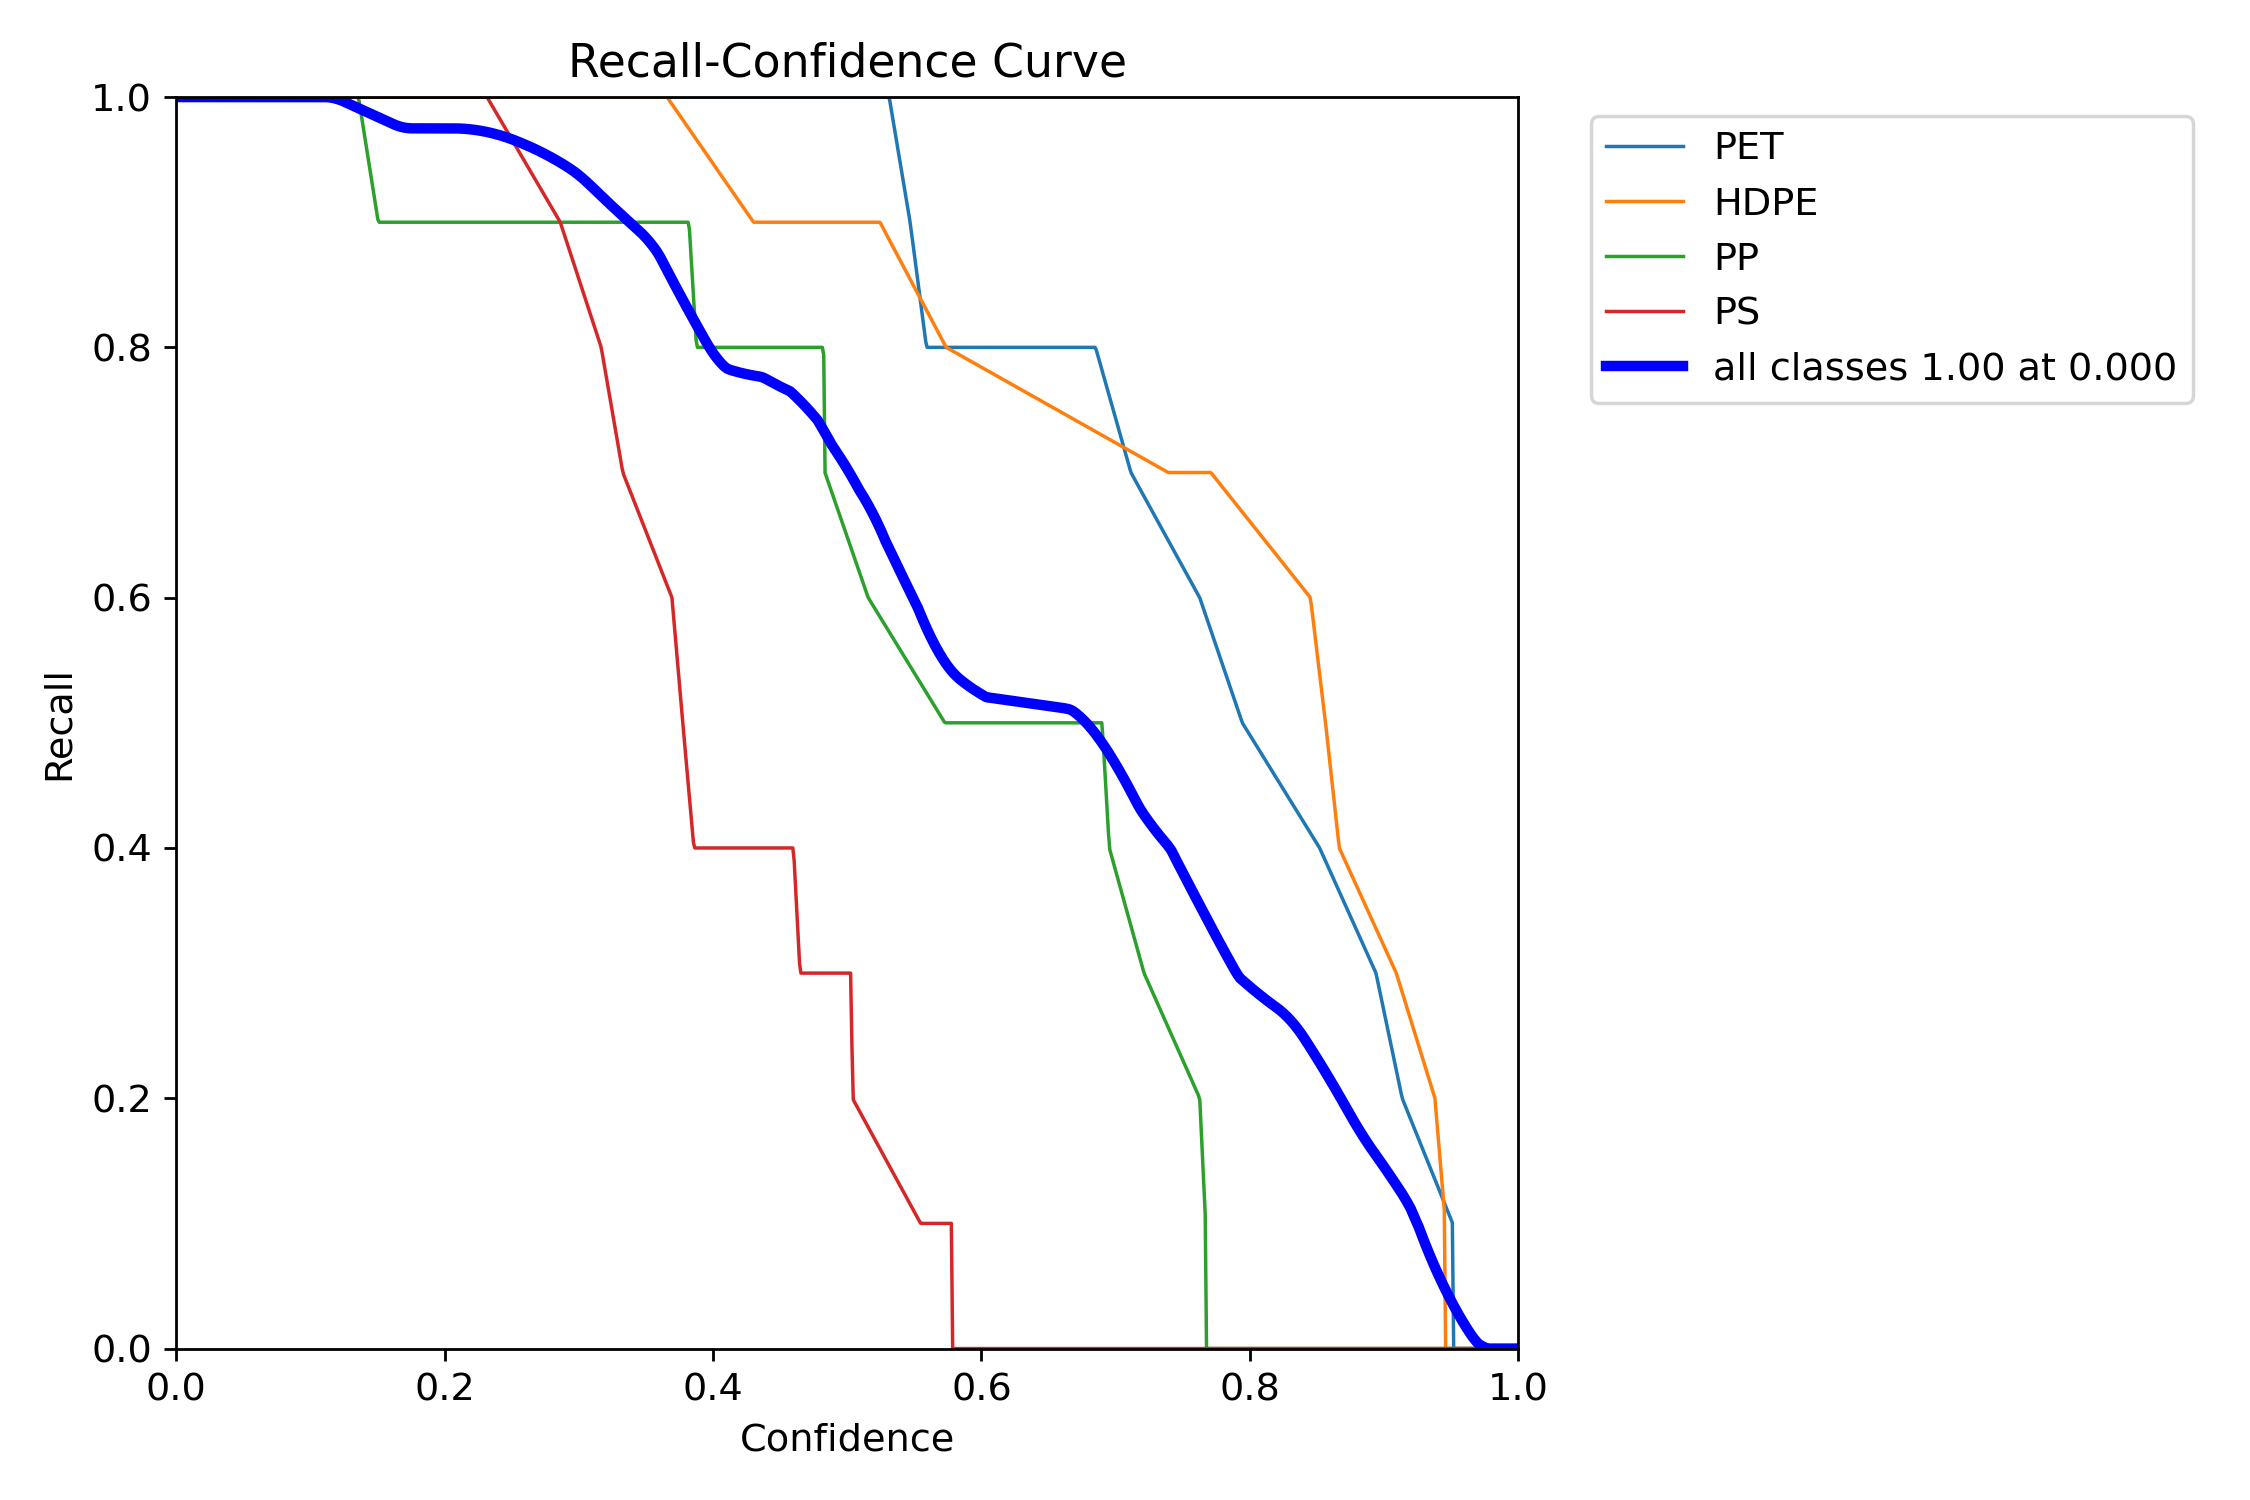 Recall-Confidence Curve
1.0
0.8
0.6
0.4
0.2
0.0
Recall
0.0 0.2 0.4 0.6 0.8 1.0
Confidence
PET
HDPE
PP
PS
all classes 1.00 at 0.000